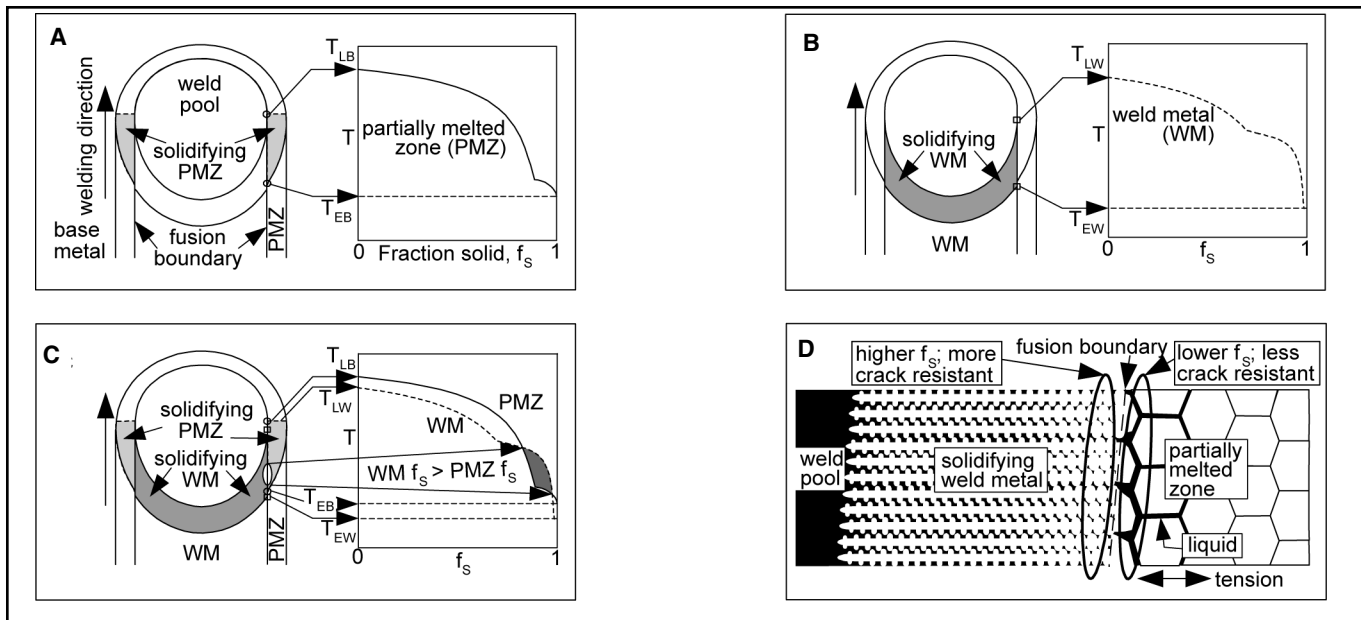 A
welding direction
weld
pool
solidifying
PMZ
base
metal
fusion
boundary
PMZ
T_LB
T
T_EB
partially melted
zone (PMZ)
0
Fraction solid, f_S
1
B
solidifying
WM
WM
T_LW
T
T_EW
weld metal
(WM)
0
f_S
1
C
solidifying
PMZ
solidifying
WM
WM
PMZ
T_LB
T_LW
T
T_EB
T_EW
PMZ
WM
WM f_S > PMZ f_S
0
f_S
1
D
higher f_S; more
crack resistant
fusion boundary
lower f_S; less
crack resistant
weld
pool
solidifying
weld metal
partially
melted
zone
liquid
tension